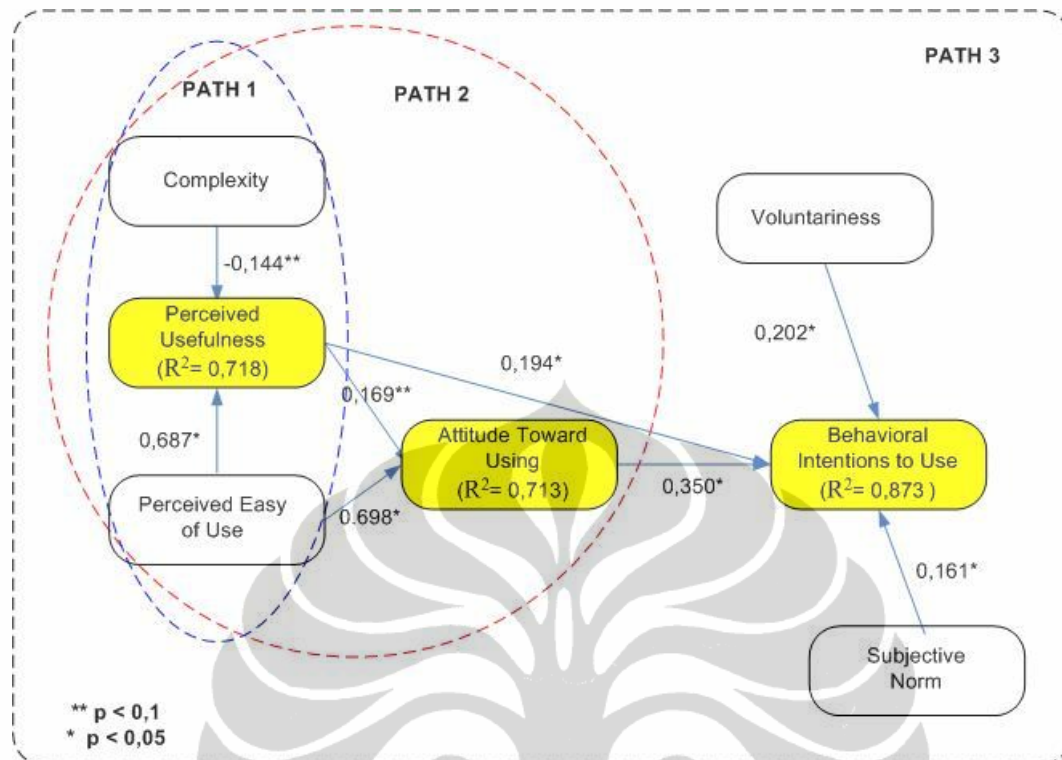 PATH 3
PATH 1
PATH 2
Complexity
Voluntariness
-0,144**
Perceived
Usefulness
(R²= 0,718)
0,202*
0,194*
0,169**
0,687*
Attitude Toward
Using
(R²= 0,713)
Behavioral
Intentions to Use
(R²= 0,873 )
0,350*
Perceived Easy
of Use
0.698*
0,161*
Subjective
Norm
** p < 0,1
* p < 0,05